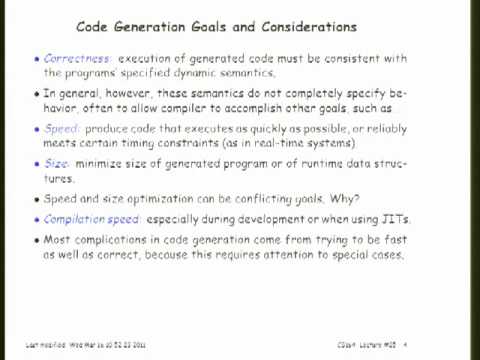 Code Generation Goals and Considerations
• Correctness: execution of generated code must be consistent with
the programs' specified dynamic semantics.
• In general, however, these semantics do not completely specify be-
havior, often to allow compiler to accomplish other goals, such as
• Speed: produce code that executes as quickly as possible, or reliably
meets certain timing constraints (as in real-time systems)
• Size: minimize size of generated program or of runtime data struc-
tures.
• Speed and size optimization can be conflicting goals. Why?
• Compilation speed: especially during development or when using JITs.
• Most complications in code generation come from trying to be fast
as well as correct, because this requires attention to special cases.
Last modified: Wed Mar 16 10:52:23 2011 CS164: Lecture #25 4